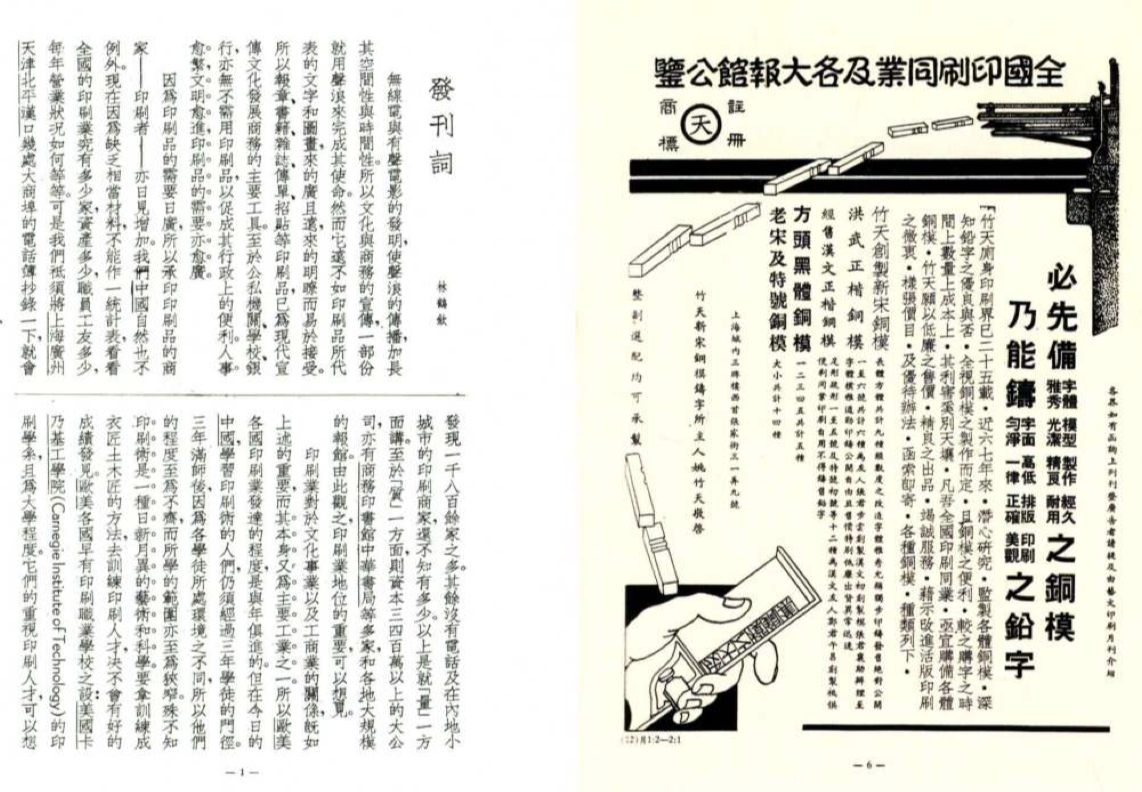 發刊詞
林鶴欽
無線電與有聲電影的發明，使聲浪的傳播加長
其空間性與時間性。所以文化與商務的宣傳，一部份
就用聲浪來完成其使命。然而它還不如印刷品所代
表的文字和圖畫來的廣且遠，來的明瞭而易於接受。
所以報章、書籍、雜誌、傳單、招貼等印刷品，已爲現代宣
傳文化發展商務的主要工具。至於公私機關、學校、銀
行，亦無不需用印刷品，以促成其行政上的便利。人事
愈繁，文明愈進，印刷品的需要亦愈廣。
因爲印刷品的需要日廣，所以承印印刷品的商
家——印刷者——亦日見增加。我們中國自然也不
例外。現在因爲缺乏相當材料，不能作一統計表，看看
全國的印刷業究有多少家，資產多少，職員工友多少，
每年營業狀況如何等等。可是我們祗須將上海廣州
天津北平漢口幾處大商埠的電話簿抄錄一下，就會
發現一千八百餘家之多。其餘沒有電話及在內地小
城市的印刷商家，還不知有多少。以上是就「量」一方
面講。至於「質」一方面，則資本三四百萬以上的大公
司，亦有商務印書館中華書局等多家，和各地大規模
的報館。由此觀之，印刷業地位的重要，可以想見。
印刷業對於文化事業以及工商業的關係，既如
上述的重要，而其本身又爲主要工業之一，所以歐美
各國印刷業發達的程度，是與年俱進的。但在今日的
中國，學習印刷術的人們，仍須經過三年學徒的門徑。
三年滿師後，因爲各學徒所處環境之不同，所以他們
的程度至爲不齊，而所學的範圍亦至爲狹窄。殊不知
印刷術是一種日新月異的藝術和科學，要拿訓練成
衣匠土木匠的方法去訓練印刷人才，決不會有好的
成績發見。歐美各國早有印刷職業學校之設：美國卡
乃基工學院(Carnegie Institute of Technology)的印
刷學系，且爲大學程度。它們的重視印刷人才，可以想
—1—
全國印刷同業及各大報館公鑒
註冊
天
商標
各界如有函詢上列刊登廣告者請提及由藝文印刷月刊介紹
必先備字體雅秀 模型光潔 製作精良 經久耐用之銅模
乃能鑄字面勻淨 高低一律 排版正確 印刷美觀之鉛字
竹天廁身印刷界已二十五載．近六七年來．潛心研究．監製各體銅模．深
知鉛字之優良與否．全視銅模之製作而定．且銅模之便利．較之購字之時
間上數量上成本上．其利害奚別天壤．凡吾全國印刷同業．亟宜購備各體
銅模．竹天願以低廉之售價．精良之出品．竭誠服務．藉示改進活版印刷
之微衷．樣張價目．及優待辦法．函索即寄．各種銅模．種類列下．
竹天創製新宋銅模
洪武正楷銅模
經售漢文正楷銅模
方頭黑體銅模 一二三四五共計五種
老宋及特號銅模 大小共計十四種
上海城內三牌樓西首張家街三一弄九號
竹天新宋銅模鑄字所主人姚竹天敬啓
整副選配均可承製
(12)月1:2—2:1
—6—